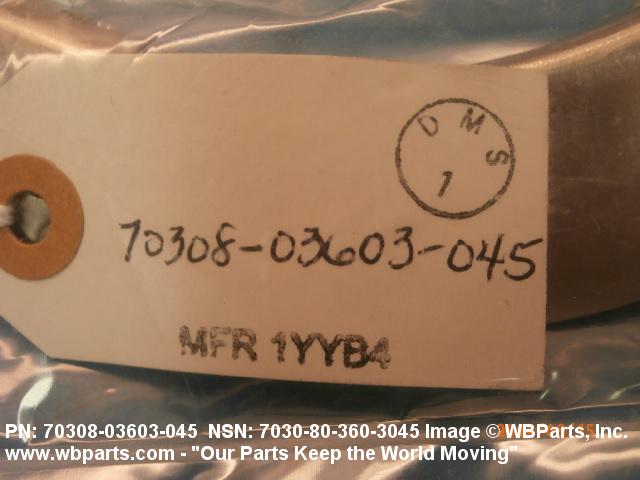 DMS
1
70308-03603-045
MFR 1YYB4
PN: 70308-03603-045 NSN: 7030-80-360-3045 Image © WBParts, Inc.
www.wbparts.com - "Our Parts Keep the World Moving"